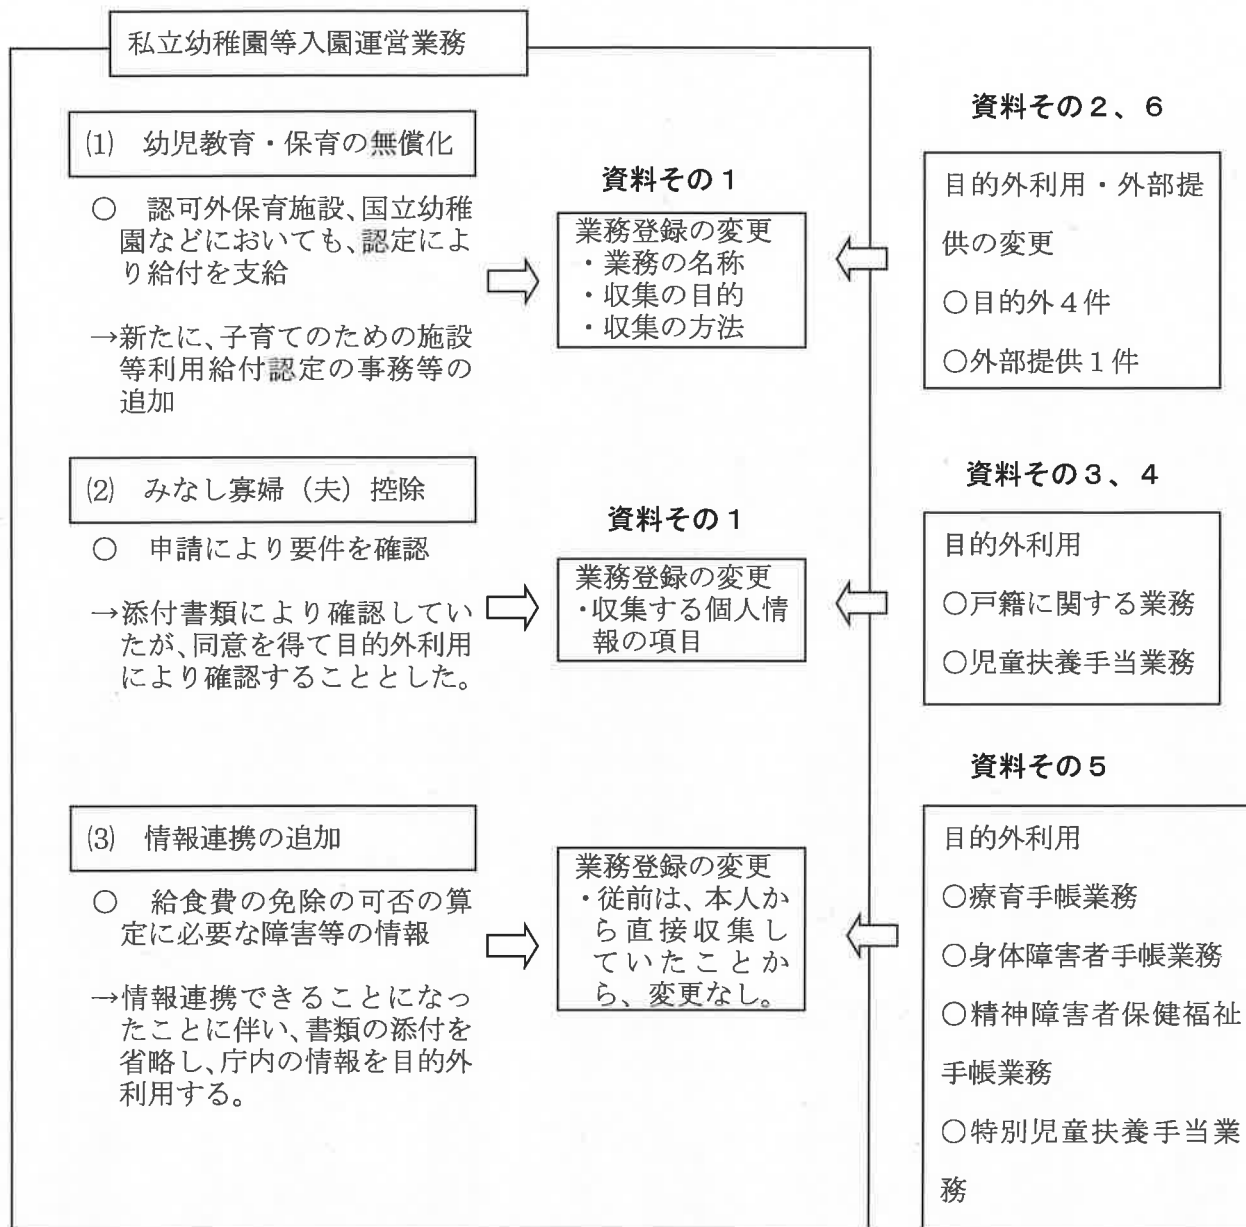 私立幼稚園等入園運営業務
⑴　幼児教育・保育の無償化
○　認可外保育施設、国立幼稚
園などにおいても、認定によ
り給付を支給
→新たに、子育てのための施設
等利用給付認定の事務等の
追加
資料その１
業務登録の変更
・業務の名称
・収集の目的
・収集の方法
資料その２、６
目的外利用・外部提
供の変更
○目的外４件
○外部提供１件
⑵　みなし寡婦（夫）控除
○　申請により要件を確認
→添付書類により確認してい
たが、同意を得て目的外利用
により確認することとした。
資料その１
業務登録の変更
・収集する個人情
報の項目
資料その３、４
目的外利用
○戸籍に関する業務
○児童扶養手当業務
⑶　情報連携の追加
○　給食費の免除の可否の算
定に必要な障害等の情報
→情報連携できることになっ
たことに伴い、書類の添付を
省略し、庁内の情報を目的外
利用する。
業務登録の変更
・従前は、本人か
ら直接収集し
ていたことか
ら、変更なし。
資料その５
目的外利用
○療育手帳業務
○身体障害者手帳業務
○精神障害者保健福祉
手帳業務
○特別児童扶養手当業
務